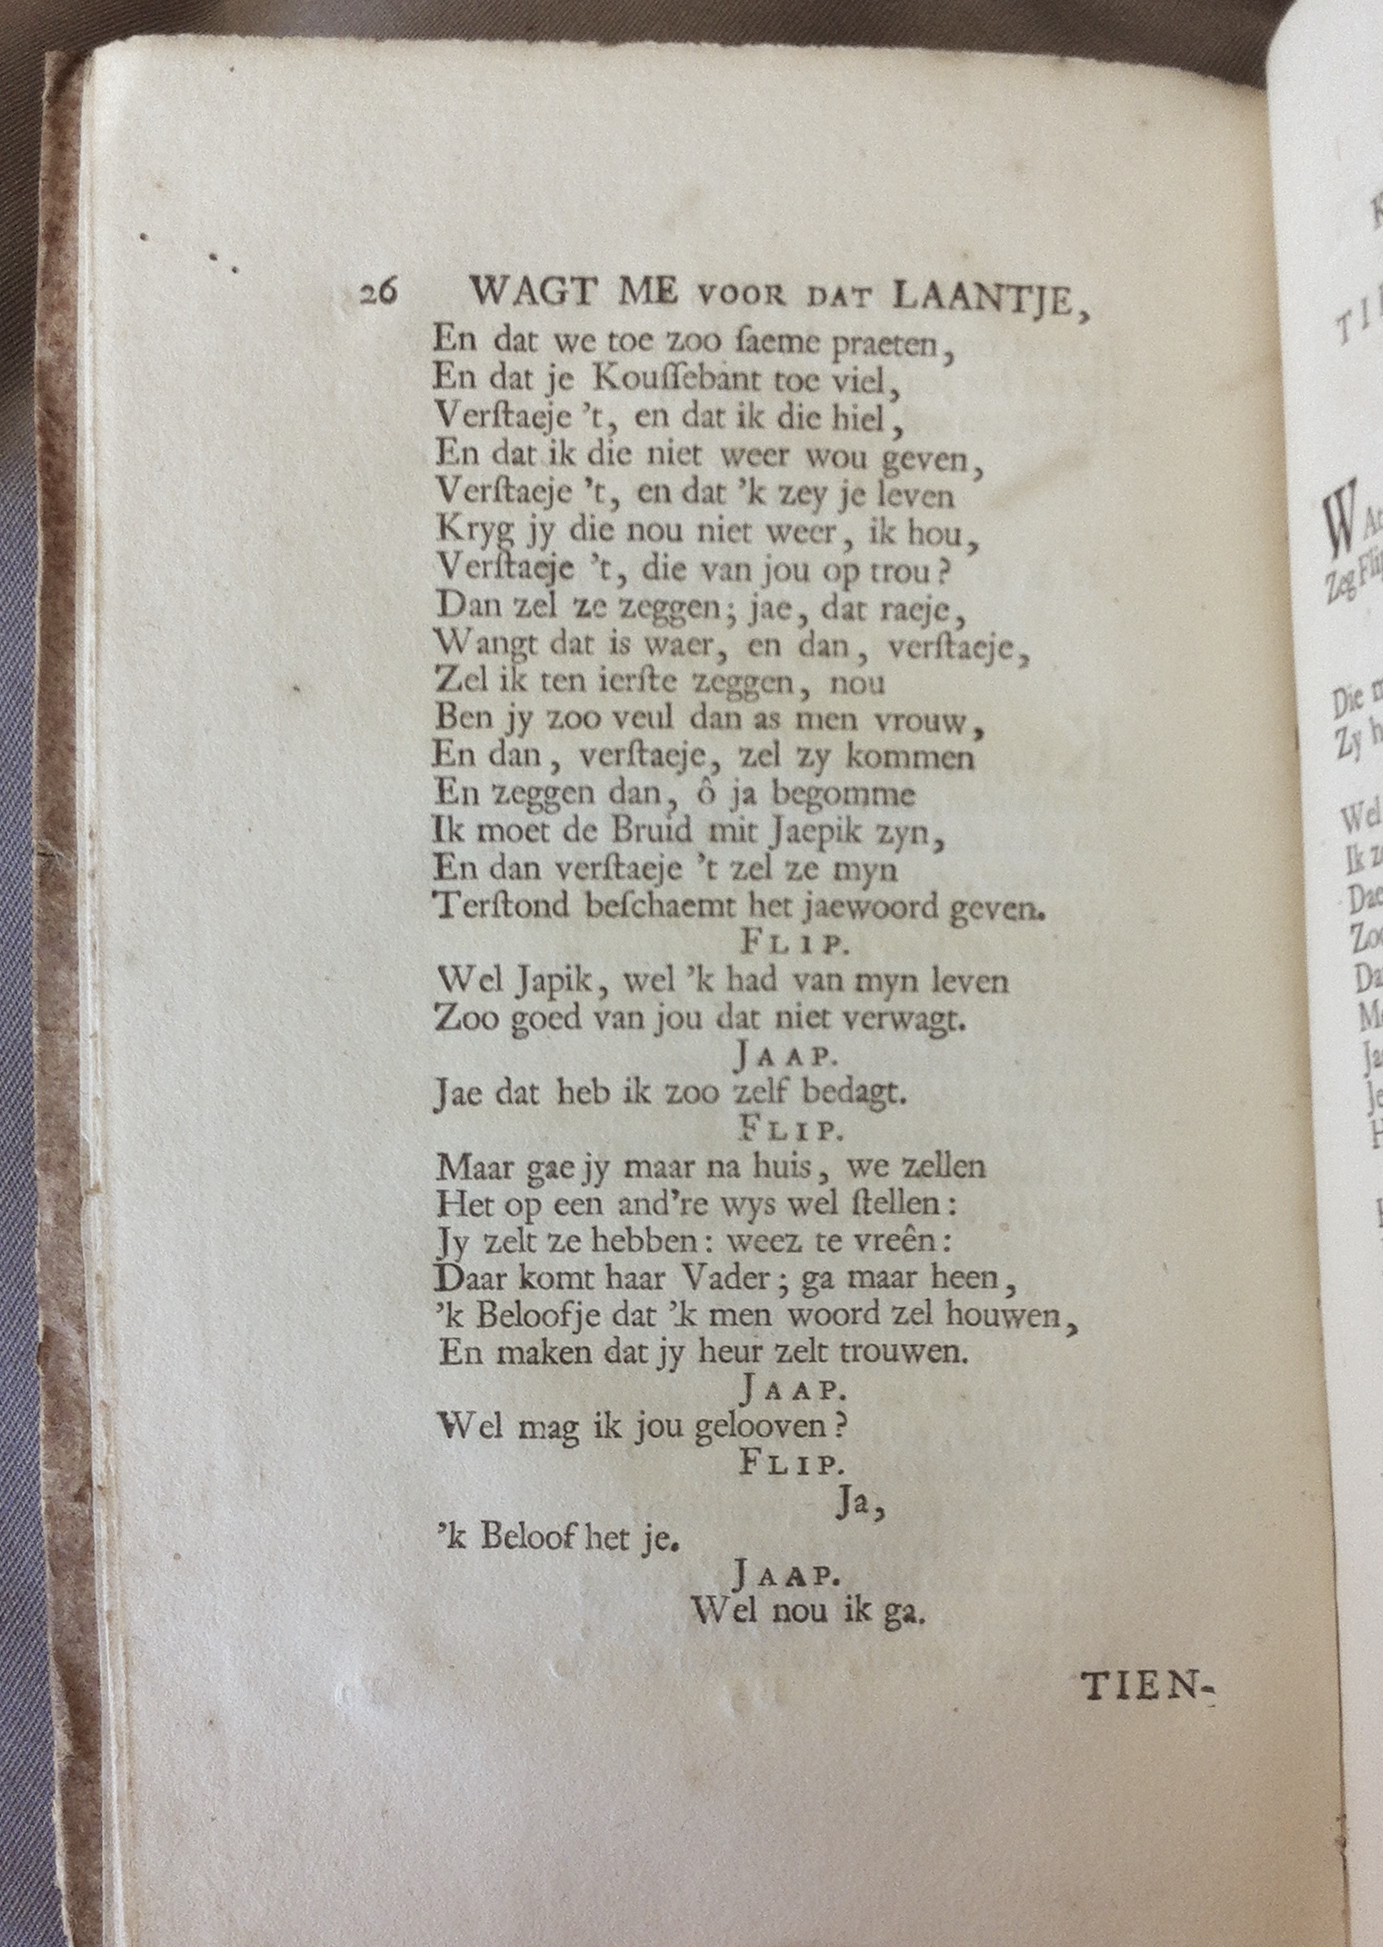 26 WAGT ME VOOR DAT LAANTJE,
En dat we toe zoo ſaeme praeten,
En dat je Kouſſebant toe viel,
Verſtaeje ’t, en dat ik die hiel,
En dat ik die niet weer wou geven,
Verſtaeje ’t, en dat ’k zey je leven
Kryg jy die nou niet weer, ik hou,
Verſtaeje ’t, die van jou op trou?
Dan zel ze zeggen; jae, dat raeje,
Wangt dat is waer, en dan, verſtaeje,
Zel ik ten ierſte zeggen, nou
Ben jy zoo veul dan as men vrouw,
En dan, verſtaeje, zel zy kommen
En zeggen dan, ô ja begomme
Ik moet de Bruid mit Jaepik zyn,
En dan verſtaeje ’t zel ze myn
Terſtond beſchaemt het jaewoord geven.
FLIP.
Wel Japik, wel ’k had van myn leven
Zoo goed van jou dat niet verwagt.
JAAP.
Jae dat heb ik zoo zelf bedagt.
FLIP.
Maar gae jy maar na huis, we zellen
Het op een and’re wys wel ſtellen:
Jy zelt ze hebben: weez te vreên:
Daar komt haar Vader; ga maar heen,
’k Beloofje dat ’k men woord zel houwen,
En maken dat jy heur zelt trouwen.
JAAP.
Wel mag ik jou gelooven?
FLIP.
Ja,
’k Beloof het je.
JAAP.
Wel nou ik ga.
TIEN-
Zeg Flip
Die
Zy
Wel
Ik